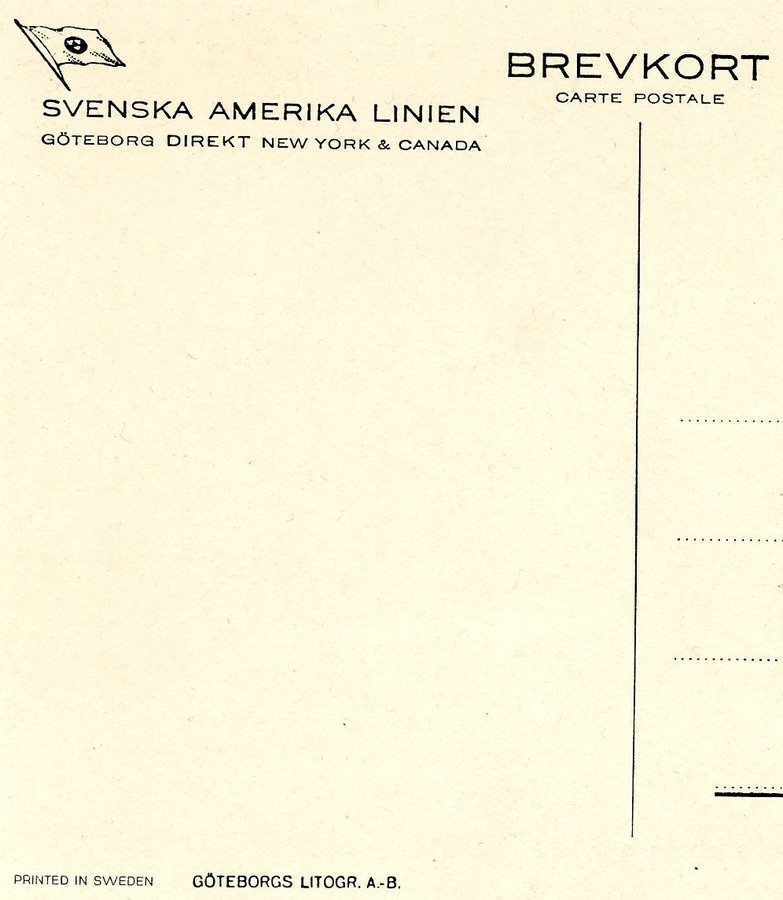 SVENSKA AMERIKA LINIEN
GÖTEBORG DIREKT NEW YORK & CANADA
BREVKORT
CARTE POSTALE
PRINTED IN SWEDEN GÖTEBORGS LITOGR. A.-B.